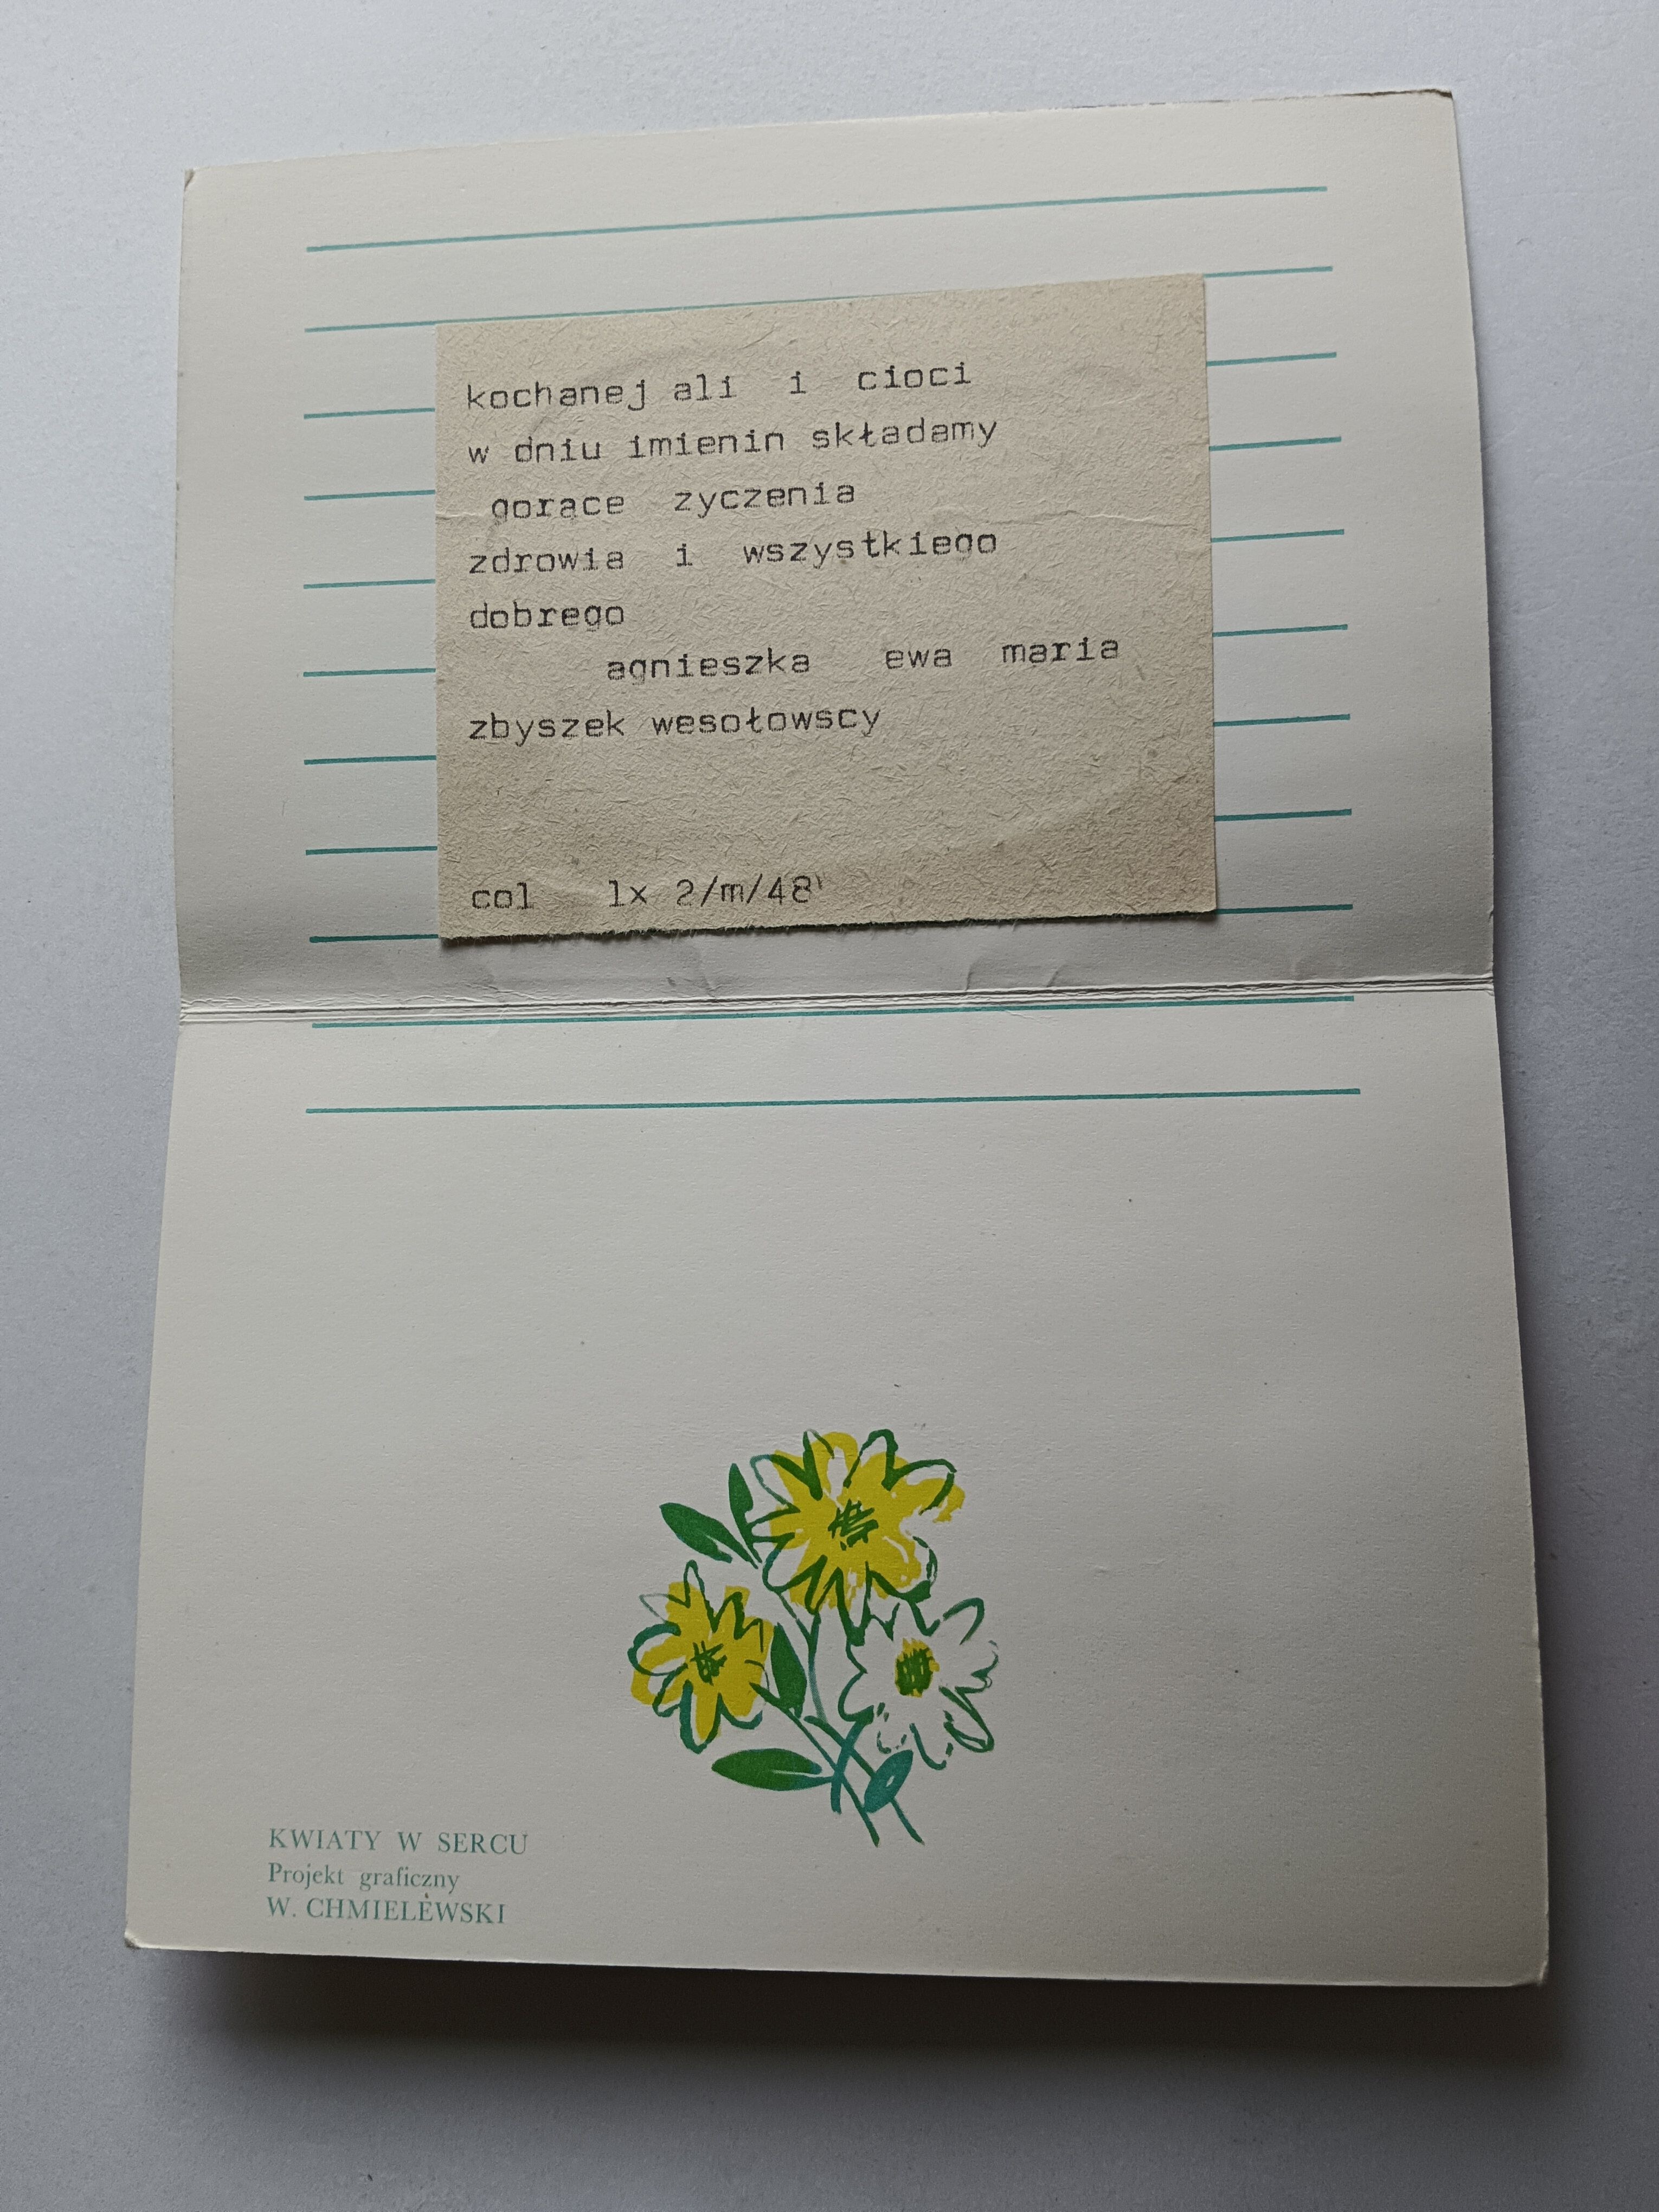 kochanej ali i cioci
w dniu imienin składamy
gorace zyczenia
zdrowia i wszystkiego
dobrego
agnieszka ewa maria
zbyszek wesołowscy
col lx 2/m/48'
KWIATY W SERCU
Projekt graficzny
W. CHMIELEWSKI